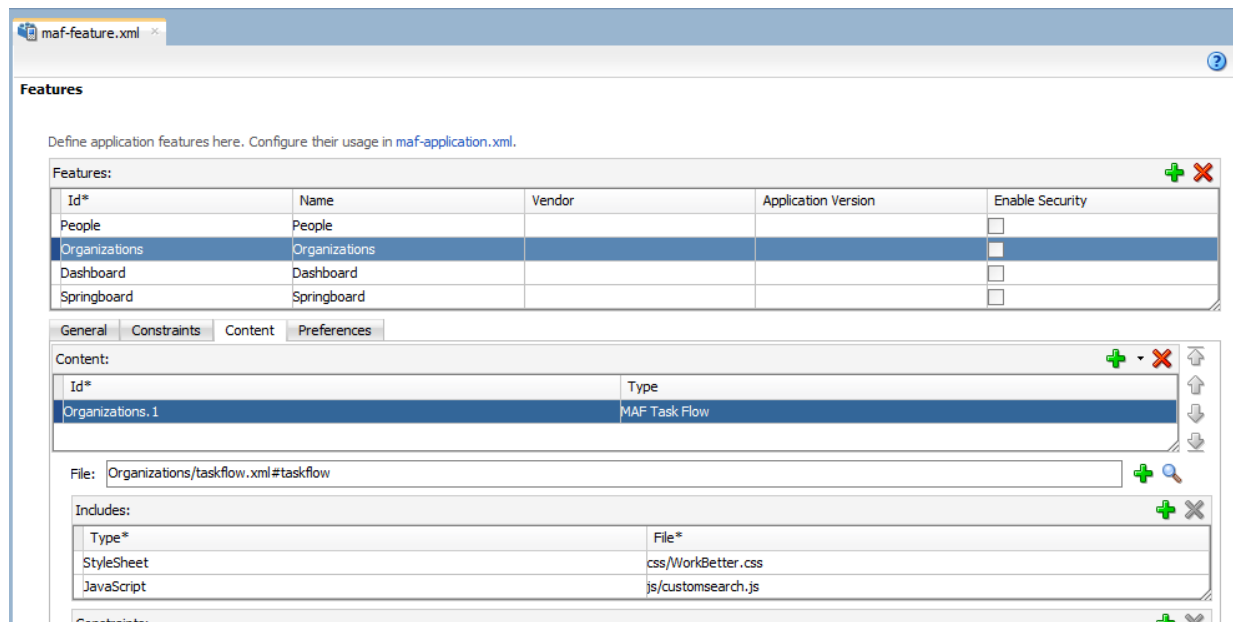 maf-feature.xml
Features
Define application features here. Configure their usage in maf-application.xml.
Features:
Id* Name Vendor Application Version Enable Security
People People
Organizations Organizations
Dashboard Dashboard
Springboard Springboard
General Constraints Content Preferences
Content:
Id* Type
Organizations.1 MAF Task Flow
File: Organizations/taskflow.xml#taskflow
Includes:
Type* File*
StyleSheet css/WorkBetter.css
JavaScript js/customsearch.js
Constraints: